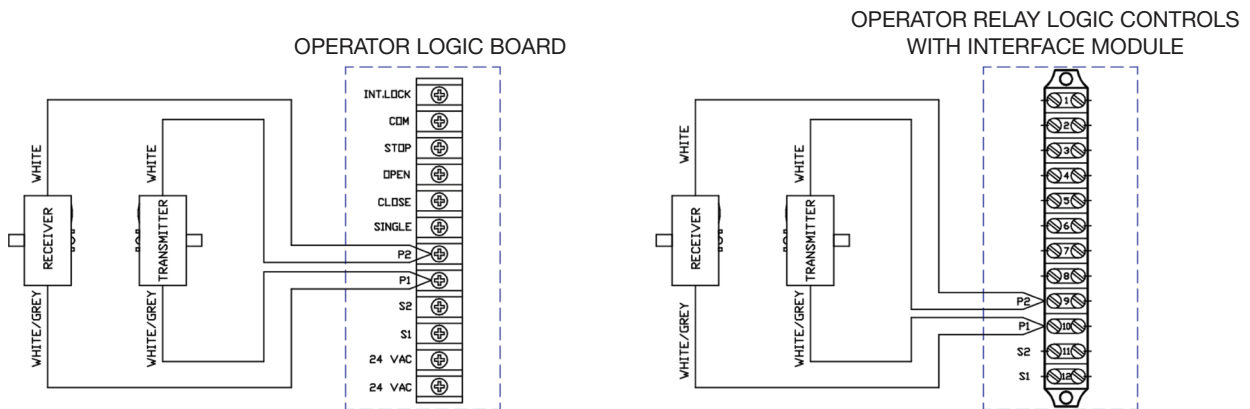 OPERATOR LOGIC BOARD
INT.LOCK
COM
STOP
OPEN
CLOSE
SINGLE
P2
P1
S2
S1
24 VAC
24 VAC
WHITE
WHITE
RECEIVER
TRANSMITTER
WHITE/GREY
WHITE/GREY
OPERATOR RELAY LOGIC CONTROLS
WITH INTERFACE MODULE
1
2
3
4
5
6
7
8
P2 9
P1 10
S2 11
S1 12
WHITE
WHITE
RECEIVER
TRANSMITTER
WHITE/GREY
WHITE/GREY